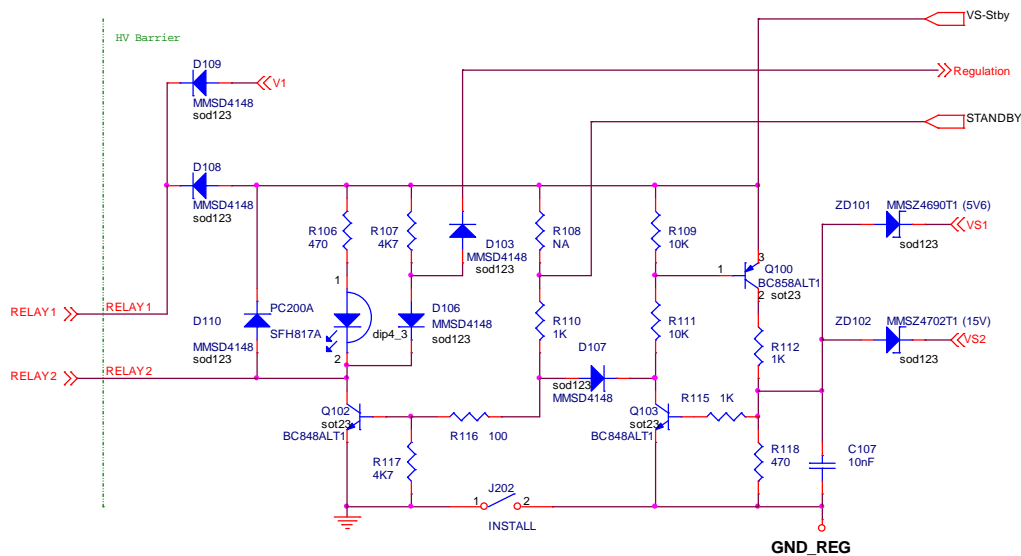 VS-Stby
HV Barrier
D109
V1
MMSD4148
sod123
Regulation
STANDBY
D108
MMSD4148
sod123
ZD101
MMSZ4690T1 (5V6)
VS1
sod123
R106
470
R107
4K7
D103
MMSD4148
sod123
R108
NA
R109
10K
3
1
Q100
BC858ALT1
2
sot23
1
RELAY1
RELAY1
PC200A
D110
SFH817A
MMSD4148
sod123
dip4_3
D106
MMSD4148
sod123
R110
1K
R111
10K
ZD102
MMSZ4702T1 (15V)
VS2
sod123
R112
1K
2
D107
sod123
MMSD4148
RELAY2
RELAY2
Q102
sot23
BC848ALT1
R116 100
Q103
sot23
BC848ALT1
R115 1K
R117
4K7
R118
470
C107
10nF
J202
1
2
INSTALL
GND_REG